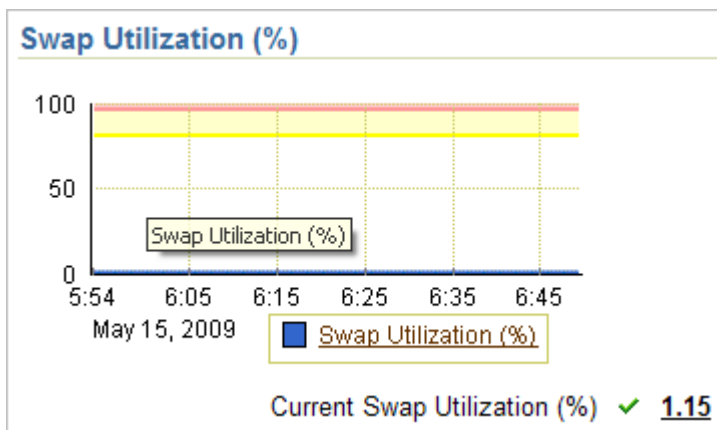 Swap Utilization (%)
100
50
Swap Utilization (%)
0
5:54 6:05 6:15 6:25 6:35 6:45
May 15, 2009
Swap Utilization (%)
Current Swap Utilization (%) 1.15